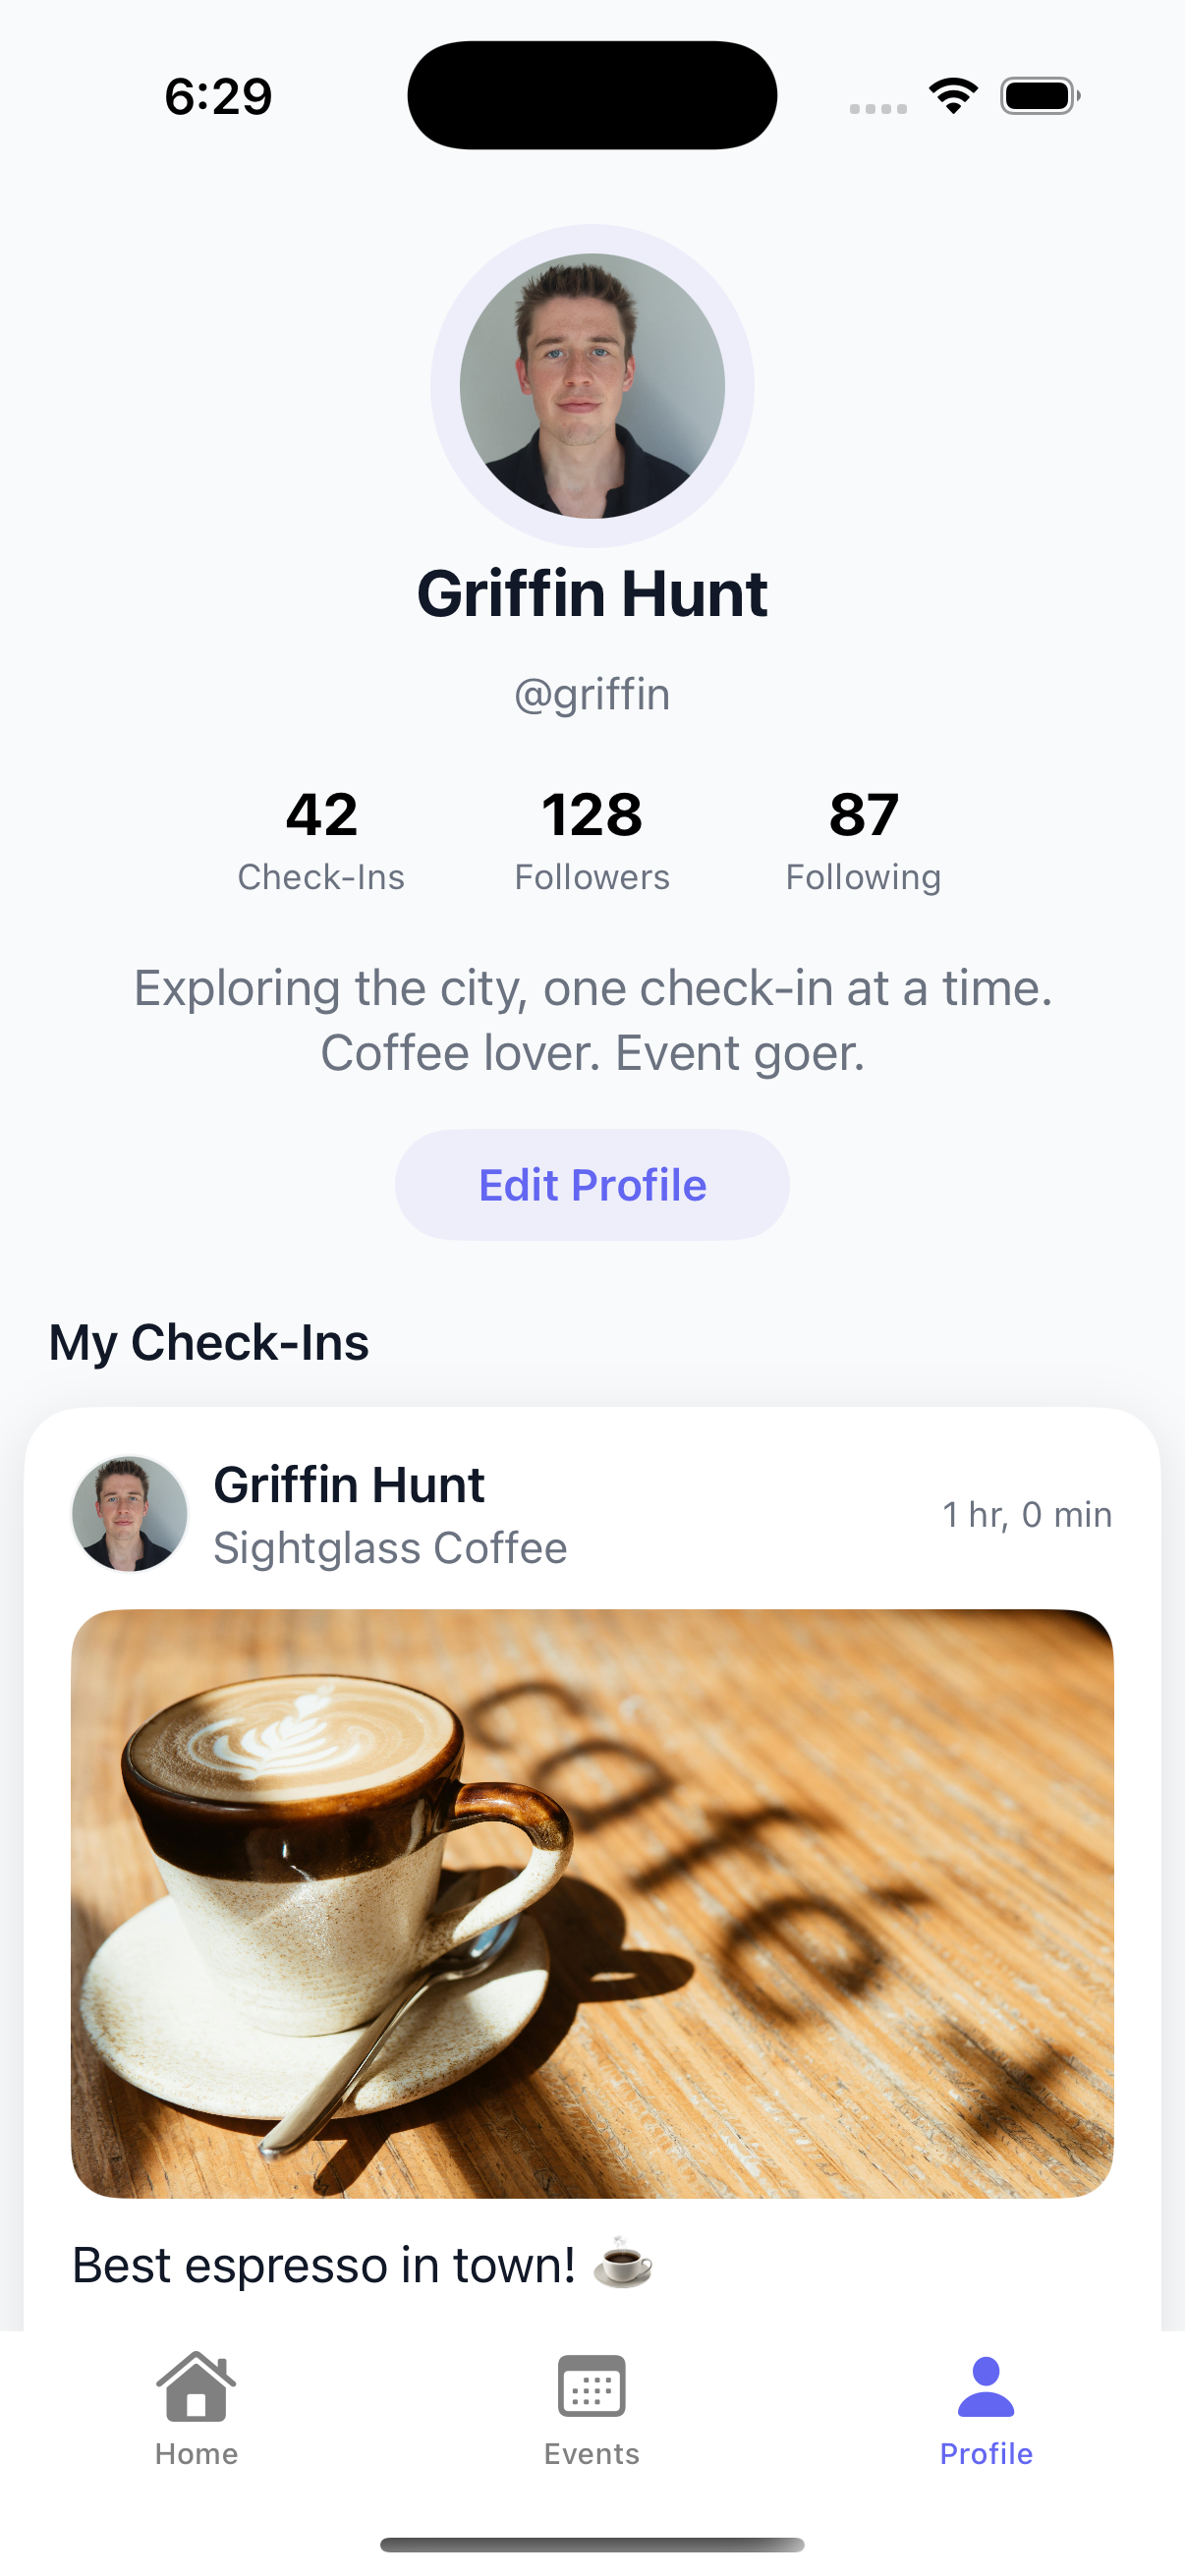 6:29
Griffin Hunt
@griffin
42 128 87
Check-Ins Followers Following
Exploring the city, one check-in at a time.
Coffee lover. Event goer.
Edit Profile
My Check-Ins
Griffin Hunt
Sightglass Coffee
1 hr, 0 min
Best espresso in town! ☕
Home Events Profile